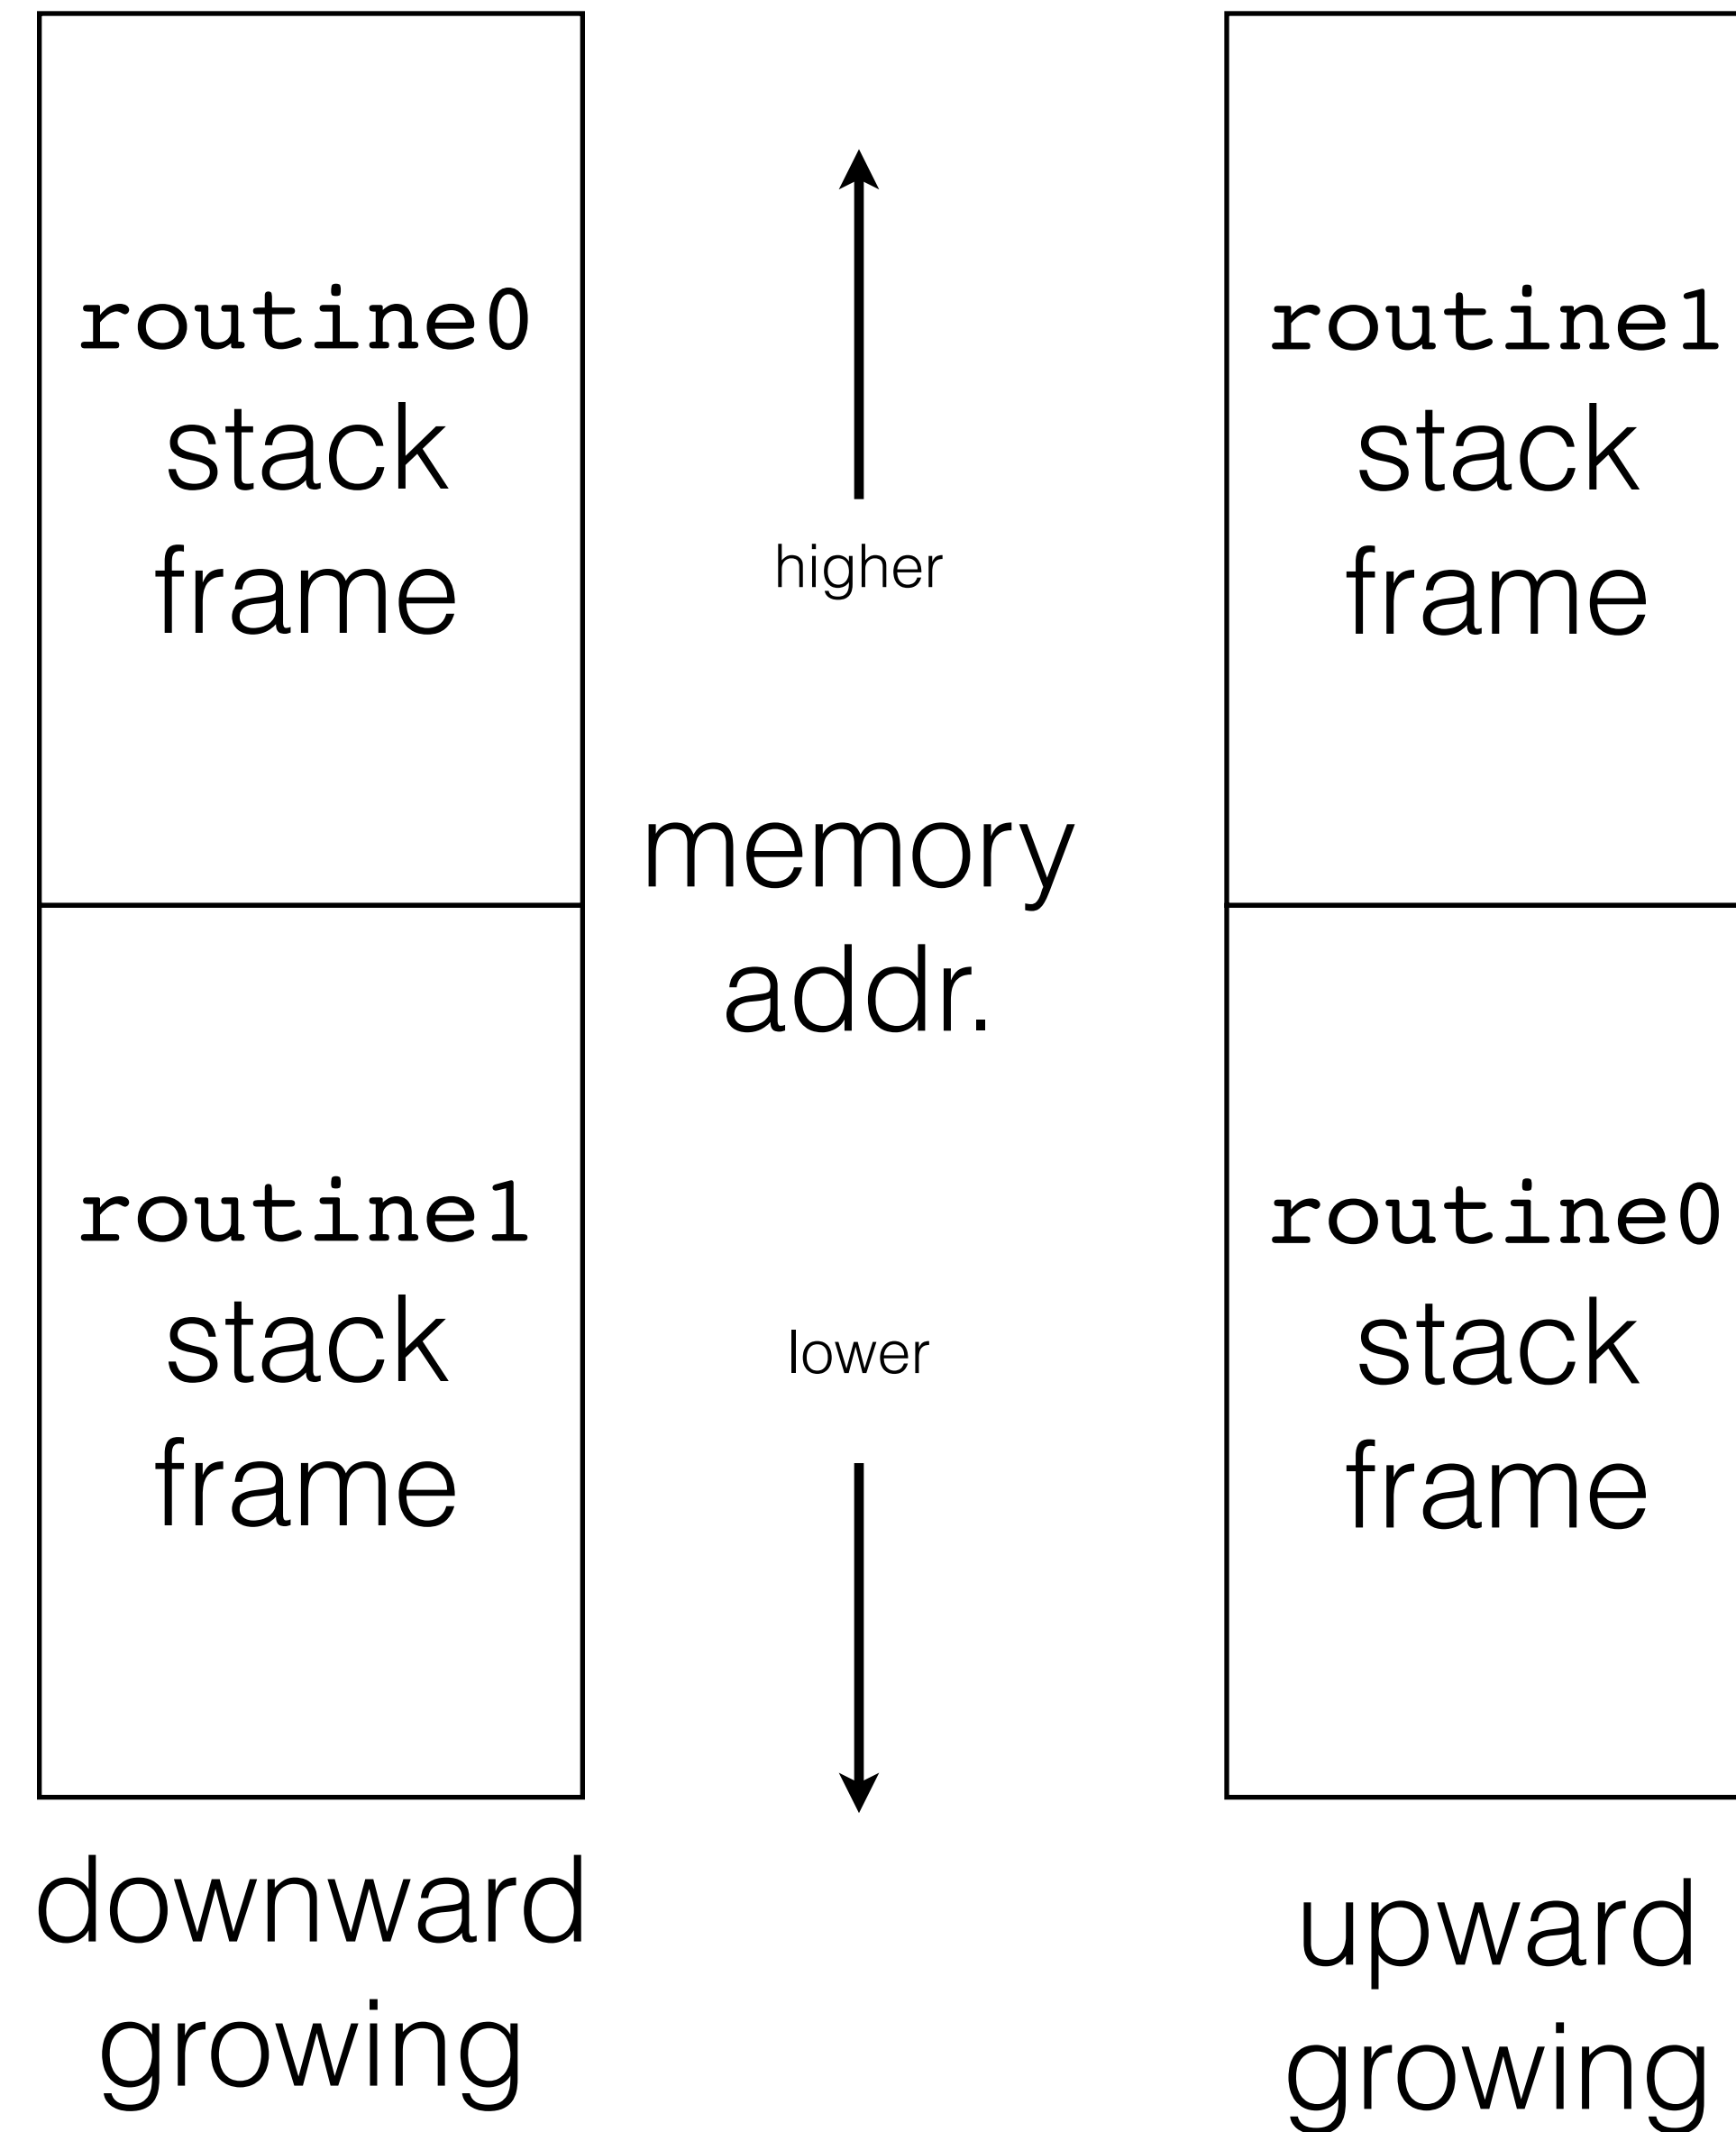 routine0
stack
frame
routine1
stack
frame
downward
growing
higher
memory
addr.
lower
routine1
stack
frame
routine0
stack
frame
upward
growing